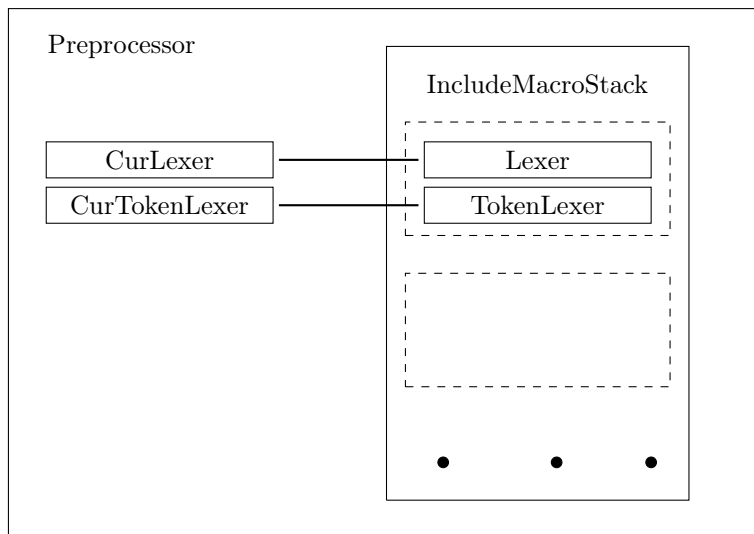 Preprocessor
IncludeMacroStack
CurLexer
Lexer
CurTokenLexer
TokenLexer